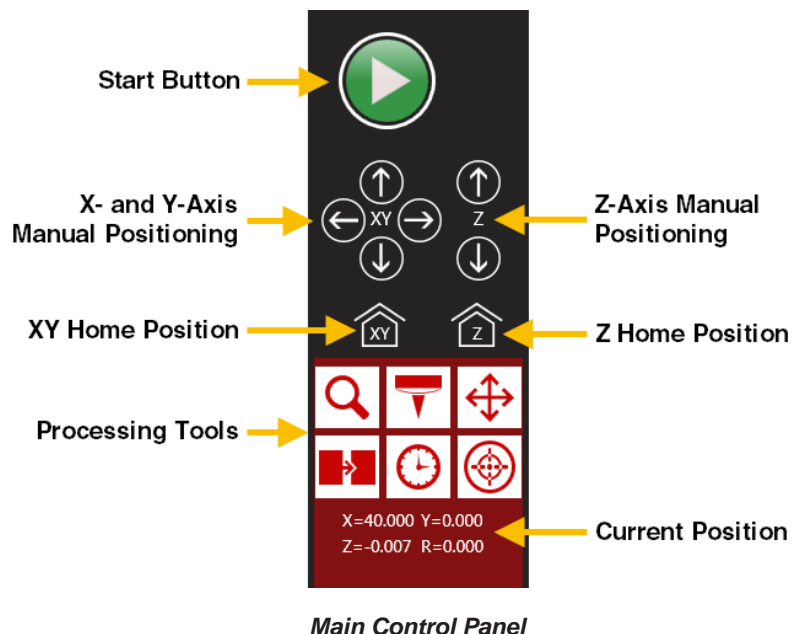 Start Button
X- and Y-Axis
Manual Positioning
XY
Z
Z-Axis Manual
Positioning
XY Home Position
XY
Z
Z Home Position
Processing Tools
X=40.000 Y=0.000
Z=-0.007 R=0.000
Current Position
Main Control Panel